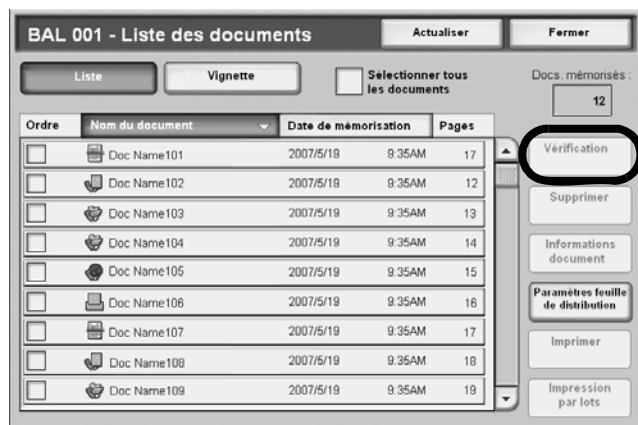 BAL 001 - Liste des documents
Actualiser
Fermer
Liste
Vignette
Sélectionner tous
les documents
Docs. mémorisés :
12
Ordre
Nom du document
Date de mémorisation
Pages
Doc Name101 2007/5/19 9:35AM 17
Doc Name102 2007/5/19 9:35AM 12
Doc Name103 2007/5/19 9:35AM 13
Doc Name104 2007/5/19 9:35AM 14
Doc Name105 2007/5/19 9:35AM 15
Doc Name106 2007/5/19 9:35AM 16
Doc Name107 2007/5/19 9:35AM 17
Doc Name108 2007/5/19 9:35AM 18
Doc Name109 2007/5/19 9:35AM 19
Vérification
Supprimer
Informations
document
Paramètres feuille
de distribution
Imprimer
Impression
par lots